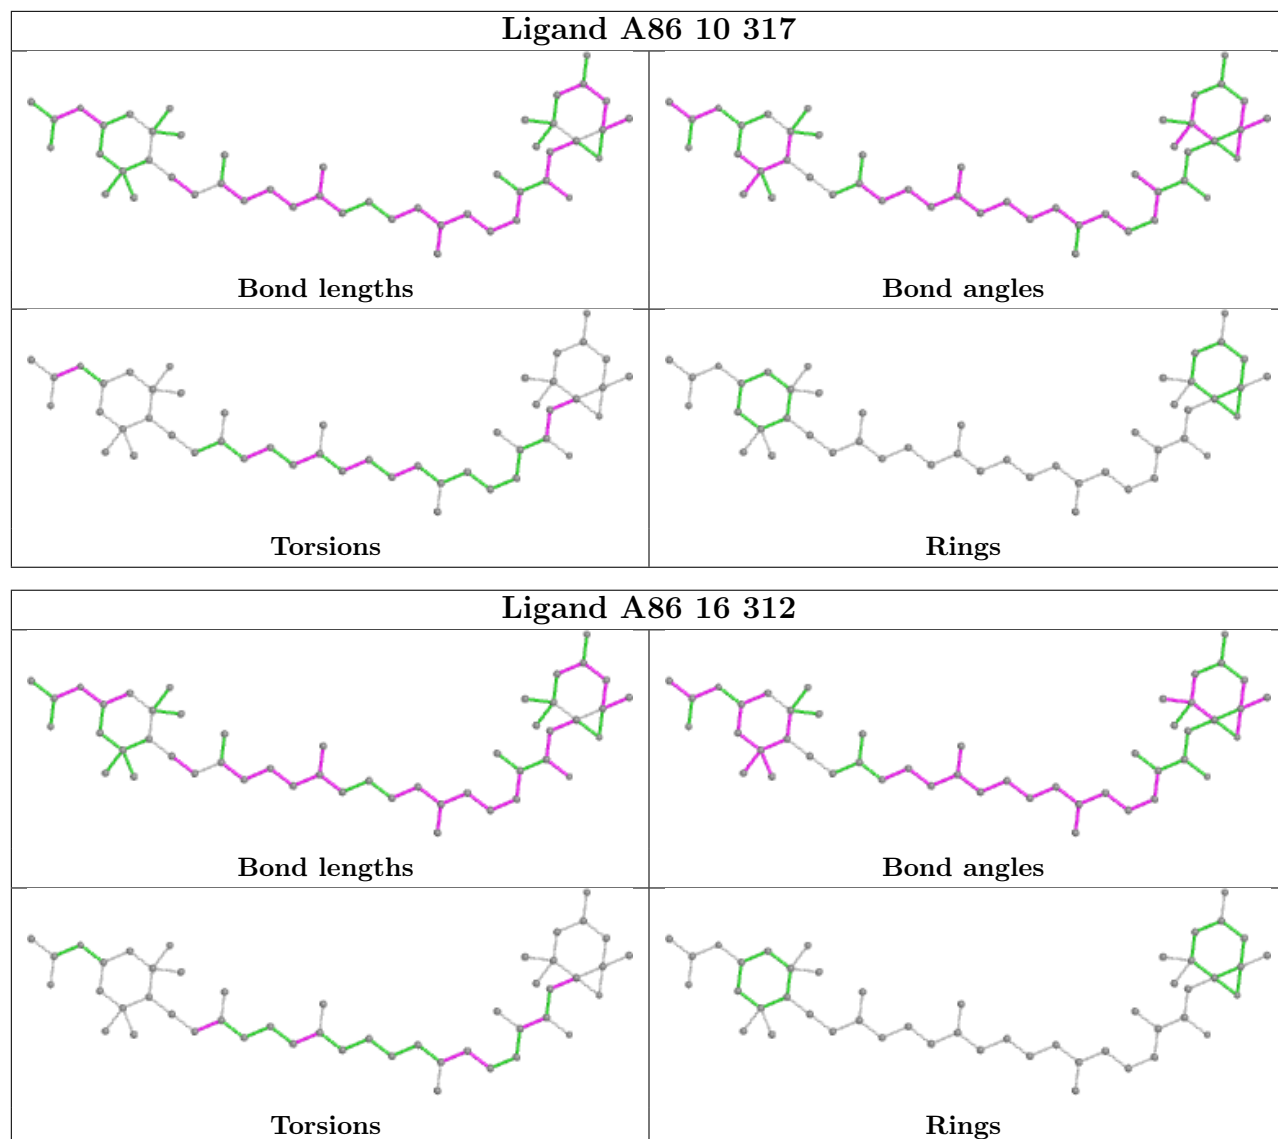 Ligand A86 10 317
Bond lengths
Bond angles
Torsions
Rings
Ligand A86 16 312
Bond lengths
Bond angles
Torsions
Rings